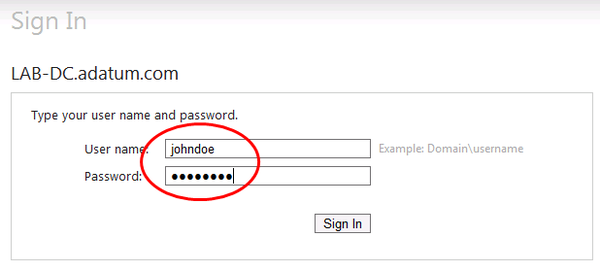 Sign In
LAB-DC.adatum.com
Type your user name and password.
User name: johndoe Example: Domain\username
Password: ●●●●●●●●
Sign In